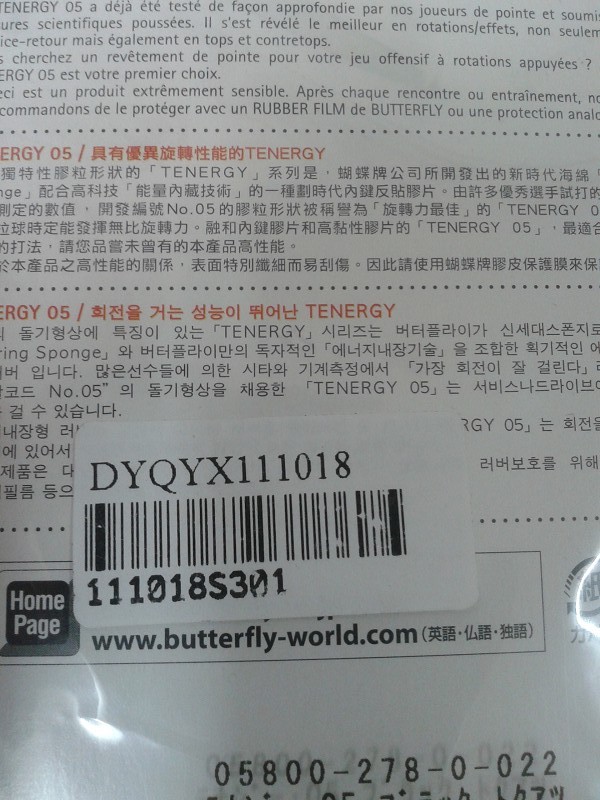 TENERGY 05 a déjà été testé de façon approfondie par nos joueurs de pointe et soumis
ures scientifiques poussées. Il s'est révélé le meilleur en rotations/effets, non seulem
ice-retour mais également en tops et contretops.
s cherchez un revêtement de pointe pour votre jeu offensif à rotations appuyées ?
ERGY 05 est votre premier choix.
eci est un produit extrêmement sensible. Après chaque rencontre ou entraînement, no
commandons de le protéger avec un RUBBER FILM de BUTTERFLY ou une protection analo
ERGY 05 / 具有優異旋轉性能的TENERGY
獨特性膠粒形狀的「TENERGY」系列是，蝴蝶牌公司所開發出的新時代海綿「
nge」配合高科技「能量內藏技術」的一種劃時代內鍵反貼膠片。由許多優秀選手試打的
測定的數值，開發編號No.05的膠粒形狀被稱譽為「旋轉力最佳」的「TENERGY 0
拉球時定能發揮無比旋轉力。融和內鍵膠片和高黏性膠片的「TENERGY 05」，最適合
的打法，請您品嘗未曾有的本產品高性能。
於本產品之高性能的關係，表面特別纖細而易刮傷。因此請使用蝴蝶牌膠皮保護膜來保
ERGY 05 / 회전을 거는 성능이 뛰어난 TENERGY
돌기형상에 특징이 있는「TENERGY」시리즈는 버터플라이가 신세대스폰지로
ring Sponge」와 버터플라이만의 독자적인「에너지내장기술」을 조합한 획기적인 에
버 입니다. 많은선수들에 의한 시타와 기계측정에서 「가장 회전이 잘 걸린다」라
발코드 No.05"의 돌기형상을 채용한 「TENERGY 05」는 서비스나드라이브에
걸 수 있습니다.
내장형 러버 RGY 05」는 회전을
에 있어서
제품은 대 러버보호를 위해
필름 등으
DYQYX111018
111018S301
Home
Page
www.butterfly-world.com（英語・仏語・独語）
05800-278-0-022